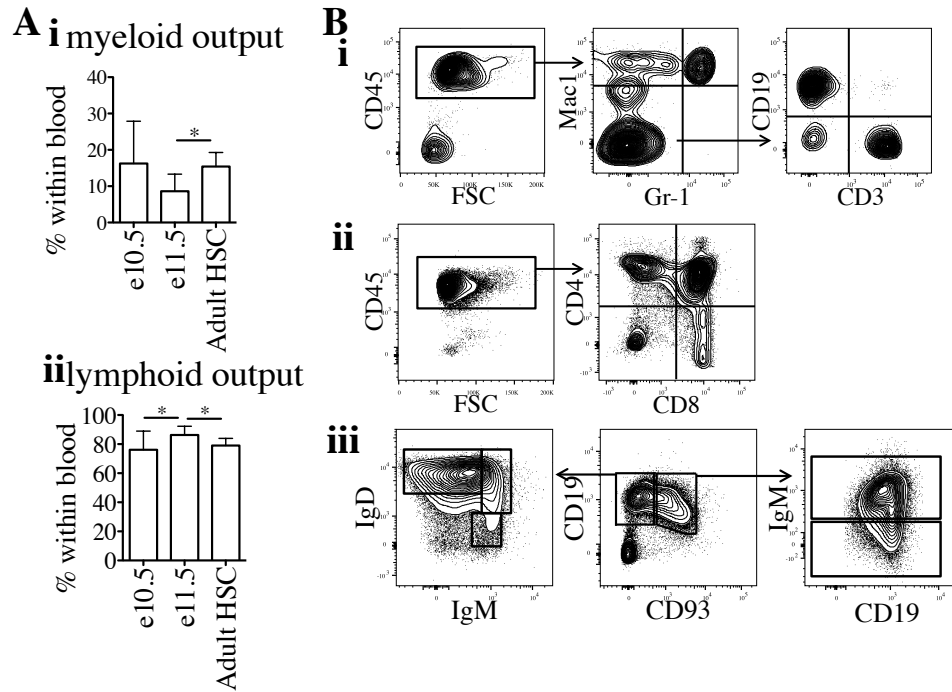 A
i myeloid output
% within blood
40
30
20
10
0
*
e10.5
e11.5
Adult HSC
ii lymphoid output
% within blood
100
80
60
40
20
0
*
*
e10.5
e11.5
Adult HSC
B
i
CD45
FSC
Mac1
Gr-1
CD19
CD3
ii
CD45
FSC
CD4
CD8
iii
IgD
IgM
CD19
CD93
IgM
CD19